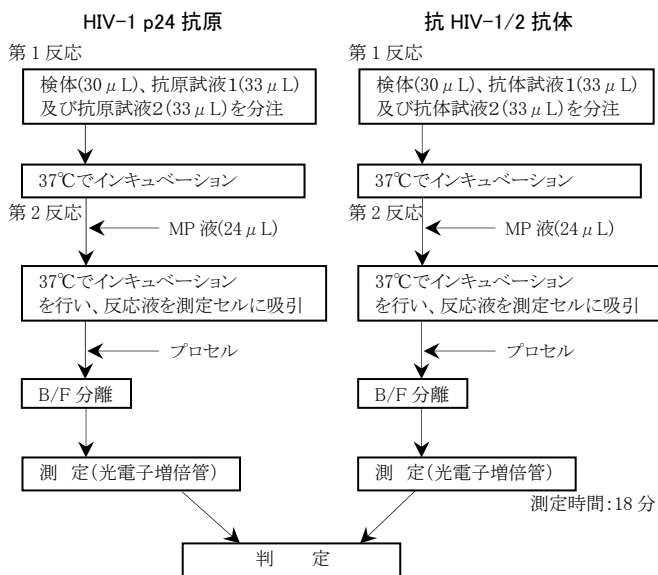 HIV-1 p24 抗原
第1反応
検体(30μL)、抗原試液1(33μL)
及び抗原試液2(33μL)を分注
37℃でインキュベーション
第2反応
MP 液(24μL)
37℃でインキュベーション
を行い、反応液を測定セルに吸引
プロセル
B/F 分離
測 定(光電子増倍管)
抗 HIV-1/2 抗体
第1反応
検体(30μL)、抗体試液1(33μL)
及び抗体試液2(33μL)を分注
37℃でインキュベーション
第2反応
MP 液(24μL)
37℃でインキュベーション
を行い、反応液を測定セルに吸引
プロセル
B/F 分離
測 定(光電子増倍管)
測定時間:18 分
判 定